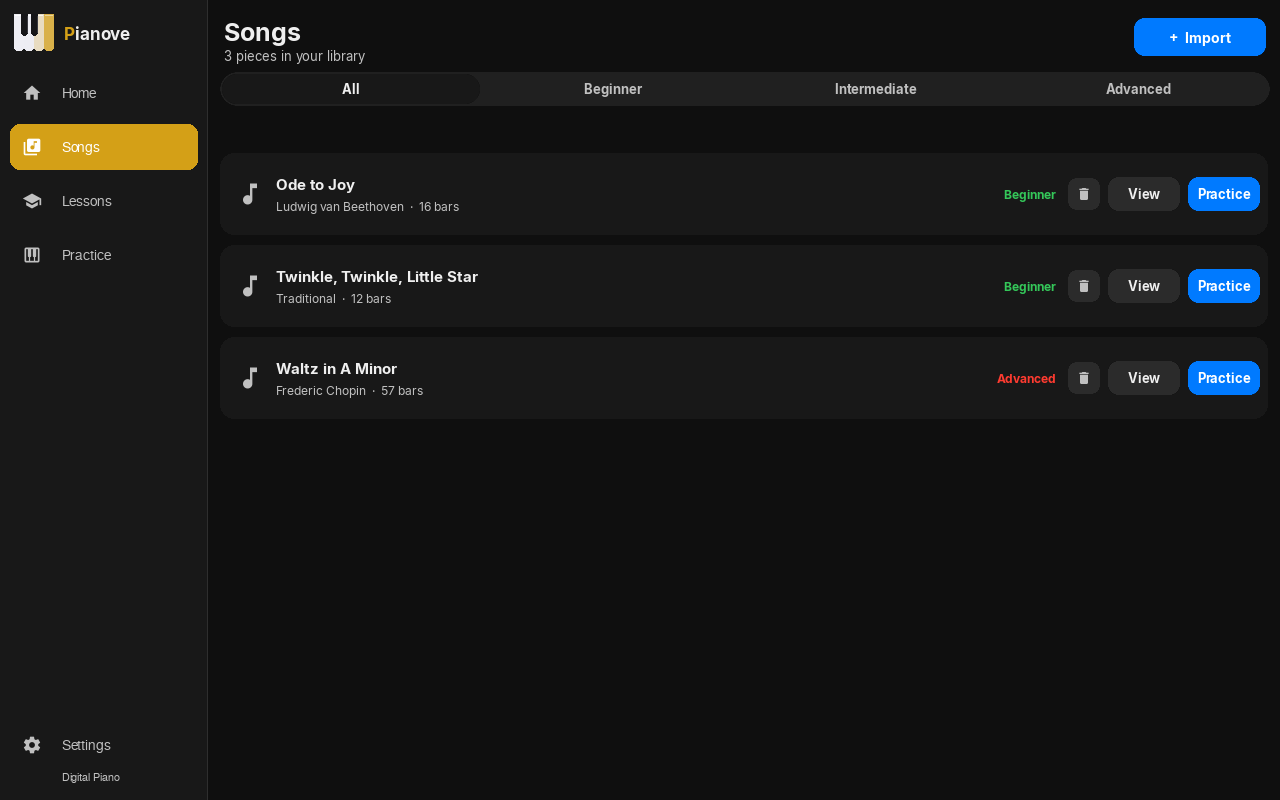 Pianove
Home
Songs
Lessons
Practice
Settings
Digital Piano
Songs
3 pieces in your library
+ Import
All
Beginner
Intermediate
Advanced
Ode to Joy
Ludwig van Beethoven · 16 bars
Beginner
View
Practice
Twinkle, Twinkle, Little Star
Traditional · 12 bars
Beginner
View
Practice
Waltz in A Minor
Frederic Chopin · 57 bars
Advanced
View
Practice